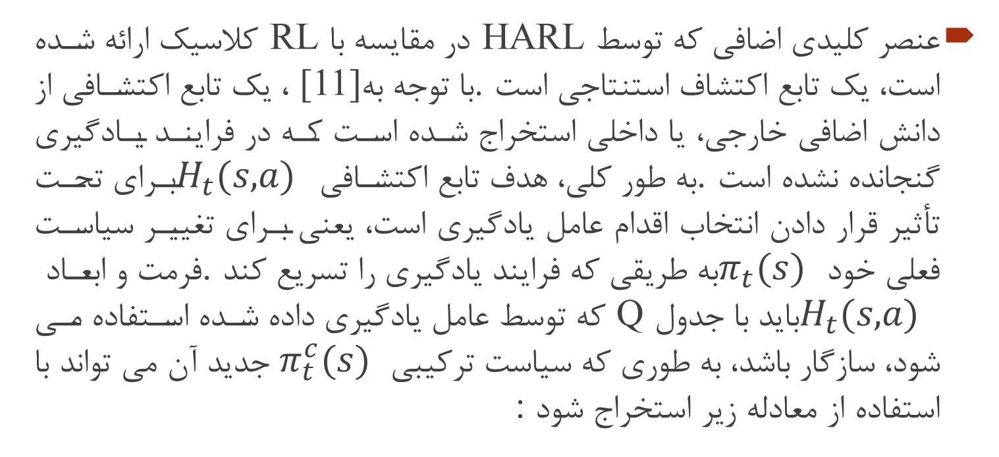 عنصر کلیدی اضافی که توسط HARL در مقایسه با RL کلاسیک ارائه شده
است، یک تابع اکتشاف استنتاجی است .با توجه به[11] ، یک تابع اکتشافی از
دانش اضافی خارجی، یا داخلی استخراج شده است که در فرایند یادگیری
گنجانده نشده است .به طور کلی، هدف تابع اکتشافی H_t(s,a)برای تحت
تأثیر قرار دادن انتخاب اقدام عامل یادگیری است، یعنی برای تغییر سیاست
فعلی خود π_t(s)به طریقی که فرایند یادگیری را تسریع کند .فرمت و ابعاد
H_t(s,a)باید با جدول Q که توسط عامل یادگیری داده شده استفاده می
شود، سازگار باشد، به طوری که سیاست ترکیبی π_t^c(s) جدید آن می تواند با
استفاده از معادله زیر استخراج شود :